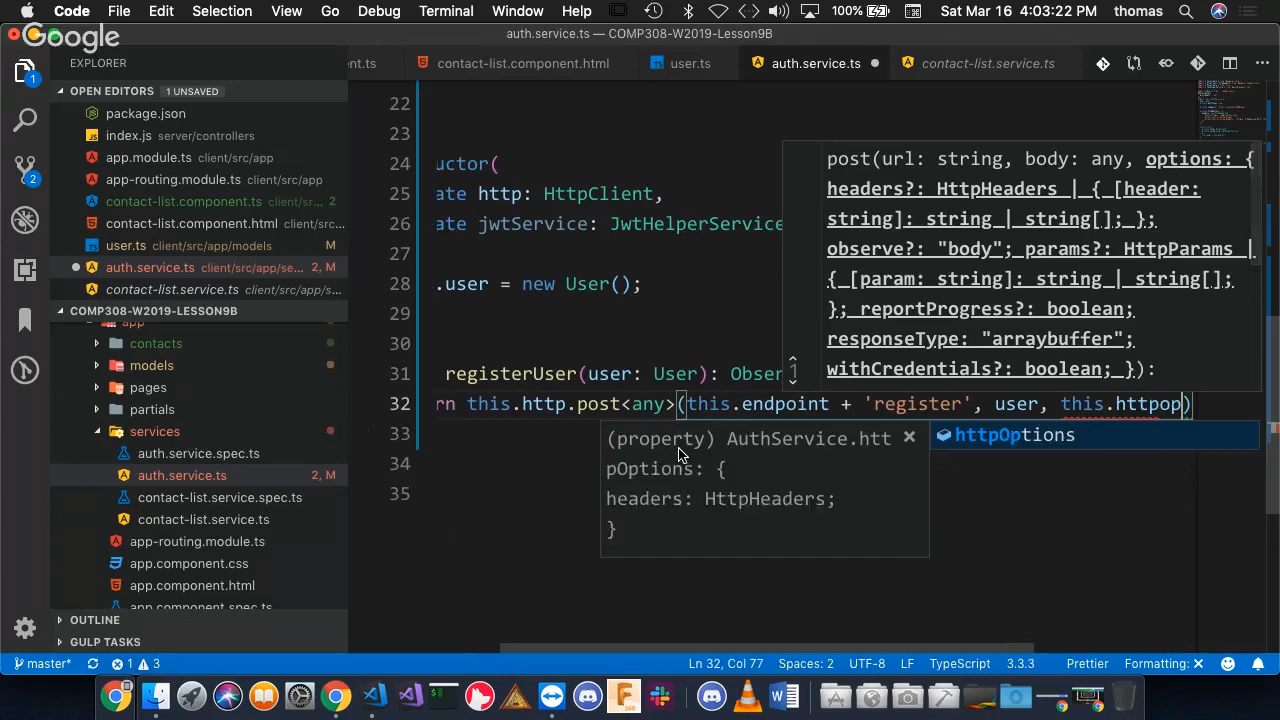 Code File Edit Selection View Go Debug Terminal Window Help 100% Sat Mar 16 4:03:22 PM thomas
Google
auth.service.ts — COMP308-W2019-Lesson9B
EXPLORER
ent.ts contact-list.component.html user.ts auth.service.ts contact-list.service.ts
OPEN EDITORS 1 UNSAVED
package.json
index.js server/controllers
app.module.ts client/src/app
app-routing.module.ts client/src/app
contact-list.component.ts client/src... 2
contact-list.component.html client/src...
user.ts client/src/app/models M
auth.service.ts client/src/app/se... 2, M
contact-list.service.ts client/src/app/s...
COMP308-W2019-LESSON9B
app
contacts
models
pages
partials
services
auth.service.spec.ts
auth.service.ts 2, M
contact-list.service.spec.ts
contact-list.service.ts
app-routing.module.ts
app.component.css
app.component.html
app.component.spec.ts
OUTLINE
GULP TASKS
1
2
22
23
24 uctor(
25 ate http: HttpClient,
26 ate jwtService: JwtHelperService
27
28 .user = new User();
29
30
31 registerUser(user: User): Obser
32 rn this.http.post<any>(this.endpoint + 'register', user, this.httpop)
33
34
35
post(url: string, body: any, options: {
headers?: HttpHeaders | { [header:
string]: string | string[]; };
observe?: "body"; params?: HttpParams |
{ [param: string]: string | string[];
}; reportProgress?: boolean;
responseType: "arraybuffer";
1
withCredentials?: boolean; }):
(property) AuthService.htt
pOptions: {
headers: HttpHeaders;
}
httpOptions
master* 1 3 Ln 32, Col 77 Spaces: 2 UTF-8 LF TypeScript 3.3.3 Prettier Formatting: ×